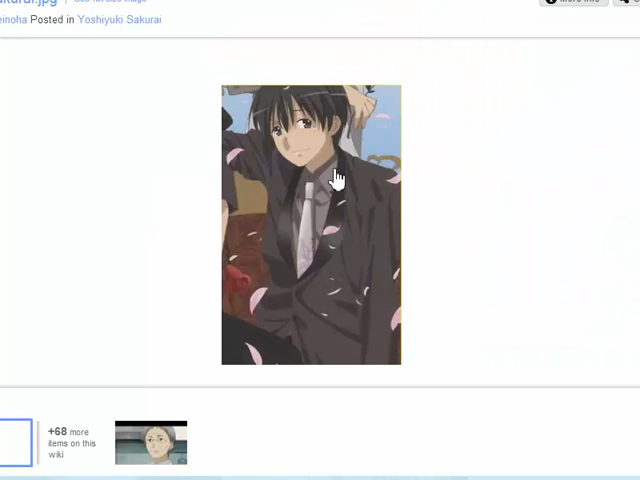 akurai.jpg
einoha Posted in Yoshiyuki Sakurai
+68 more
items on this
wiki